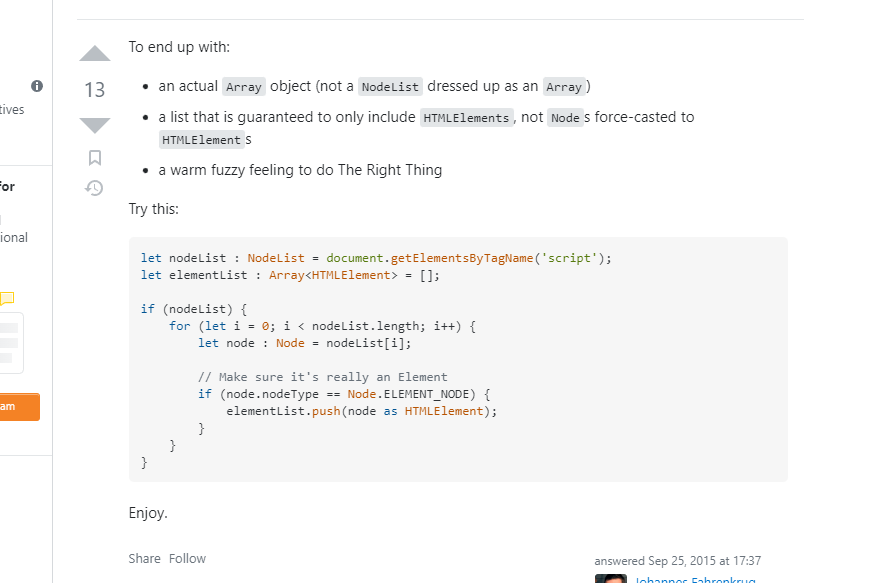 To end up with:
an actual Array object (not a NodeList dressed up as an Array)
13
tives
a list that is guaranteed to only include HTMLElements, not Nodes force-casted to
HTMLElements
a warm fuzzy feeling to do The Right Thing
for
Try this:
ional
let nodeList : NodeList = document.getElementsByTagName('script');
let elementList : Array<HTMLElement> = [];
if (nodeList) {
for (let i = 0; i < nodeList.length; i++) {
let node : Node = nodeList[i];
// Make sure it's really an Element
if (node.nodeType == Node.ELEMENT_NODE) {
am
elementList.push(node as HTMLElement);
}
}
}
Enjoy.
Share Follow
answered Sep 25, 2015 at 17:37
Johannes Fahrenkrug